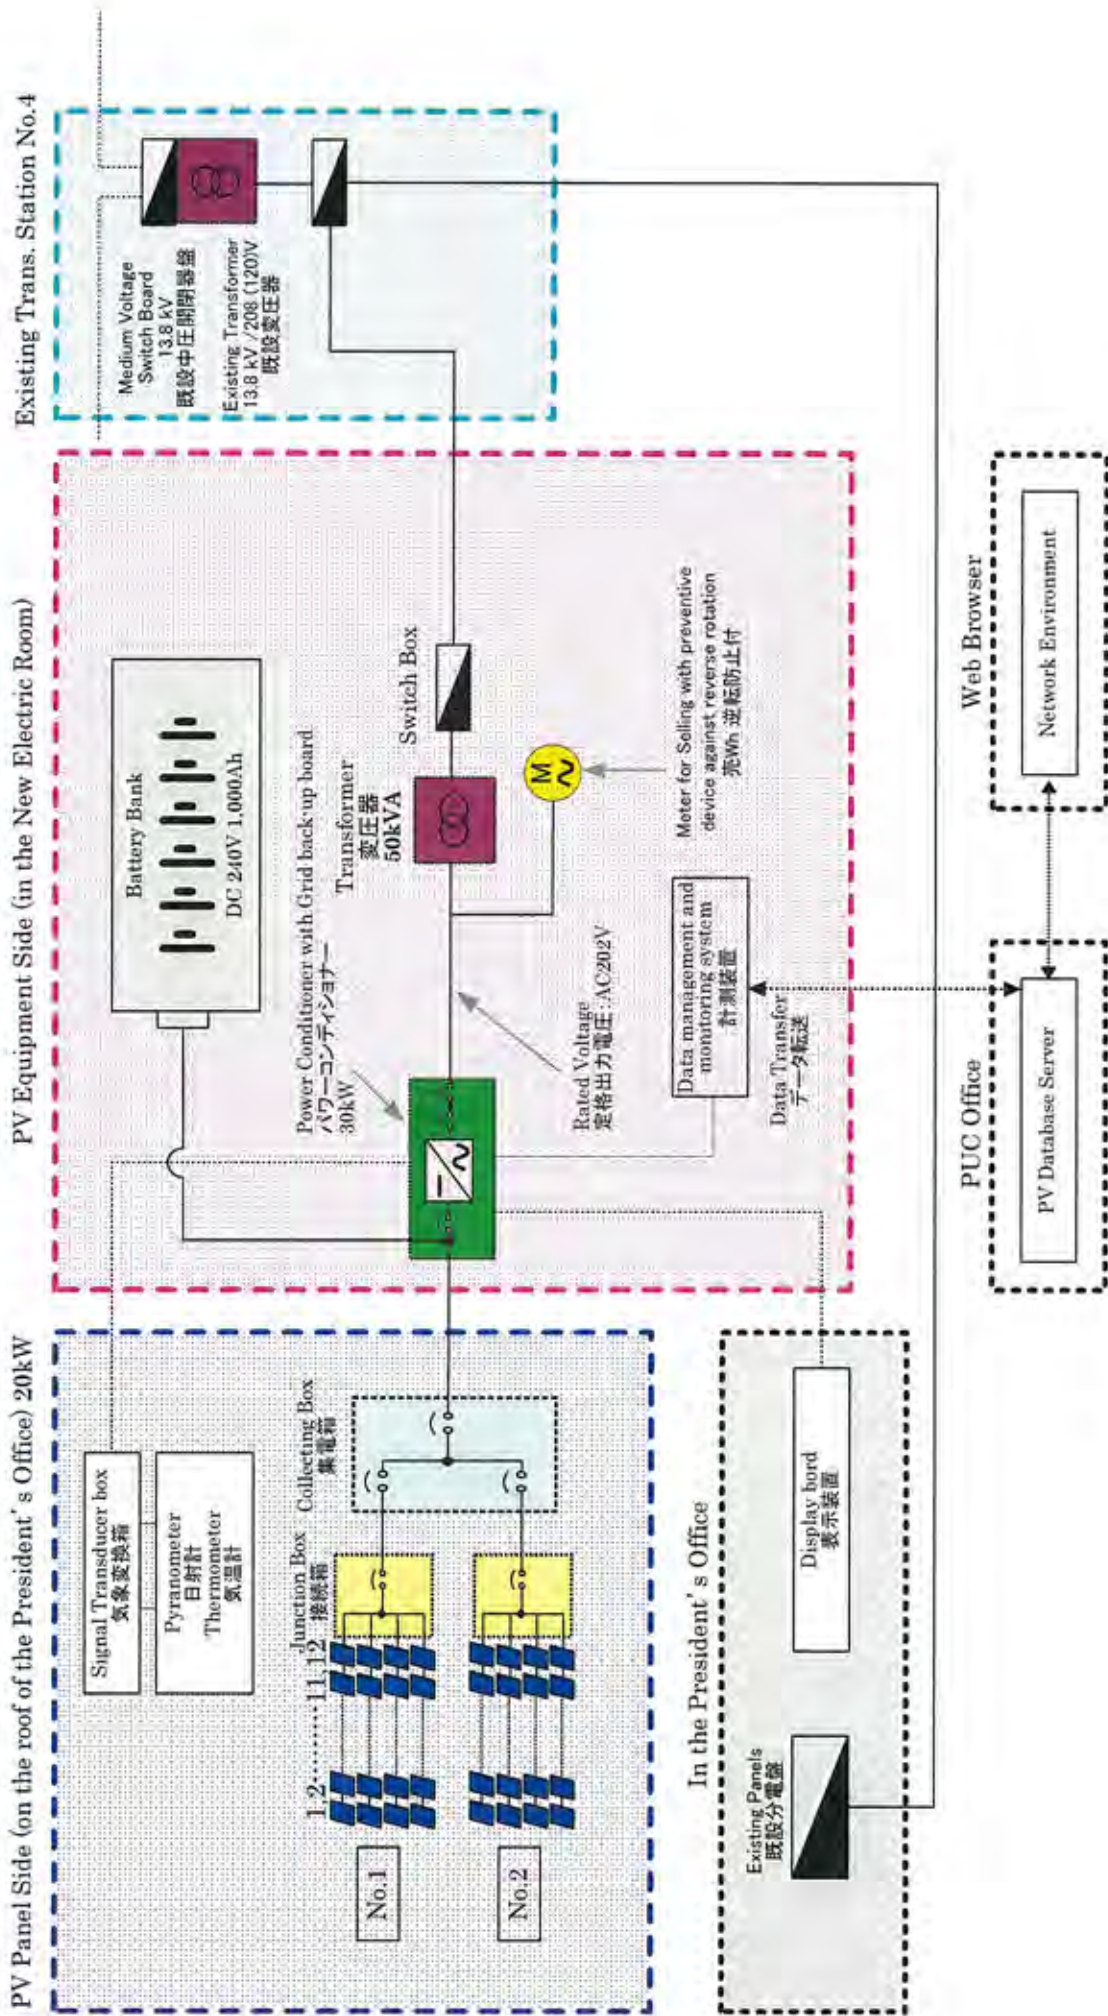 PV Panel Side (on the roof of the President's Office) 20kW
Signal Transducer box
気象変換箱
Pyranometer
日射計
Thermometer
気温計
Junction Box
接続箱
Collecting Box
集電箱
1,2 ········ 11,12
No.1
No.2
PV Equipment Side (in the New Electric Room)
Battery Bank
DC 240V 1,000Ah
Power Conditioner with Grid back-up board
パワーコンディショナー
30kW
Transformer
変圧器
50kVA
Switch Box
Rated Voltage
定格出力電圧:AC202V
M
Meter for Selling with preventive
device against reverse rotation
売Wh 逆転防止付
Data management and
monitoring system
計測装置
Data Transfer
データ転送
Existing Trans. Station No.4
Medium Voltage
Switch Board
13.8 kV
既設中圧開閉器盤
Existing Transformer
13.8 kV /208 (120)V
既設変圧器
In the President's Office
Existing Panels
既設分電盤
Display bord
表示装置
PUC Office
PV Database Server
Web Browser
Network Environment